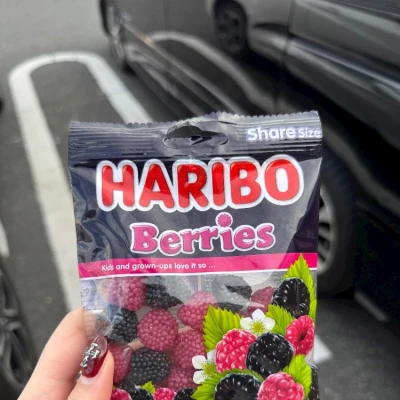 Share Size
HARIBO
Berries
Kids and grown-ups love it so ...